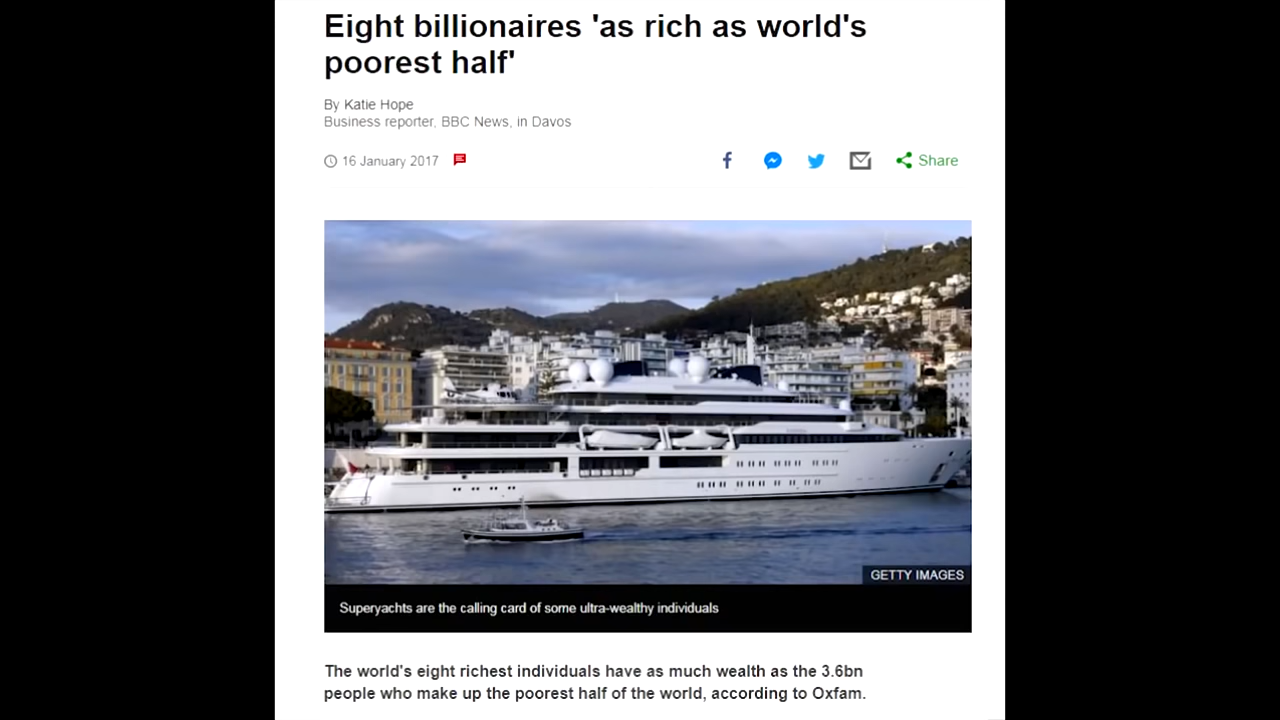 Eight billionaires 'as rich as world's
poorest half'
By Katie Hope
Business reporter, BBC News, in Davos
16 January 2017
Share
GETTY IMAGES
Superyachts are the calling card of some ultra-wealthy individuals
The world's eight richest individuals have as much wealth as the 3.6bn
people who make up the poorest half of the world, according to Oxfam.